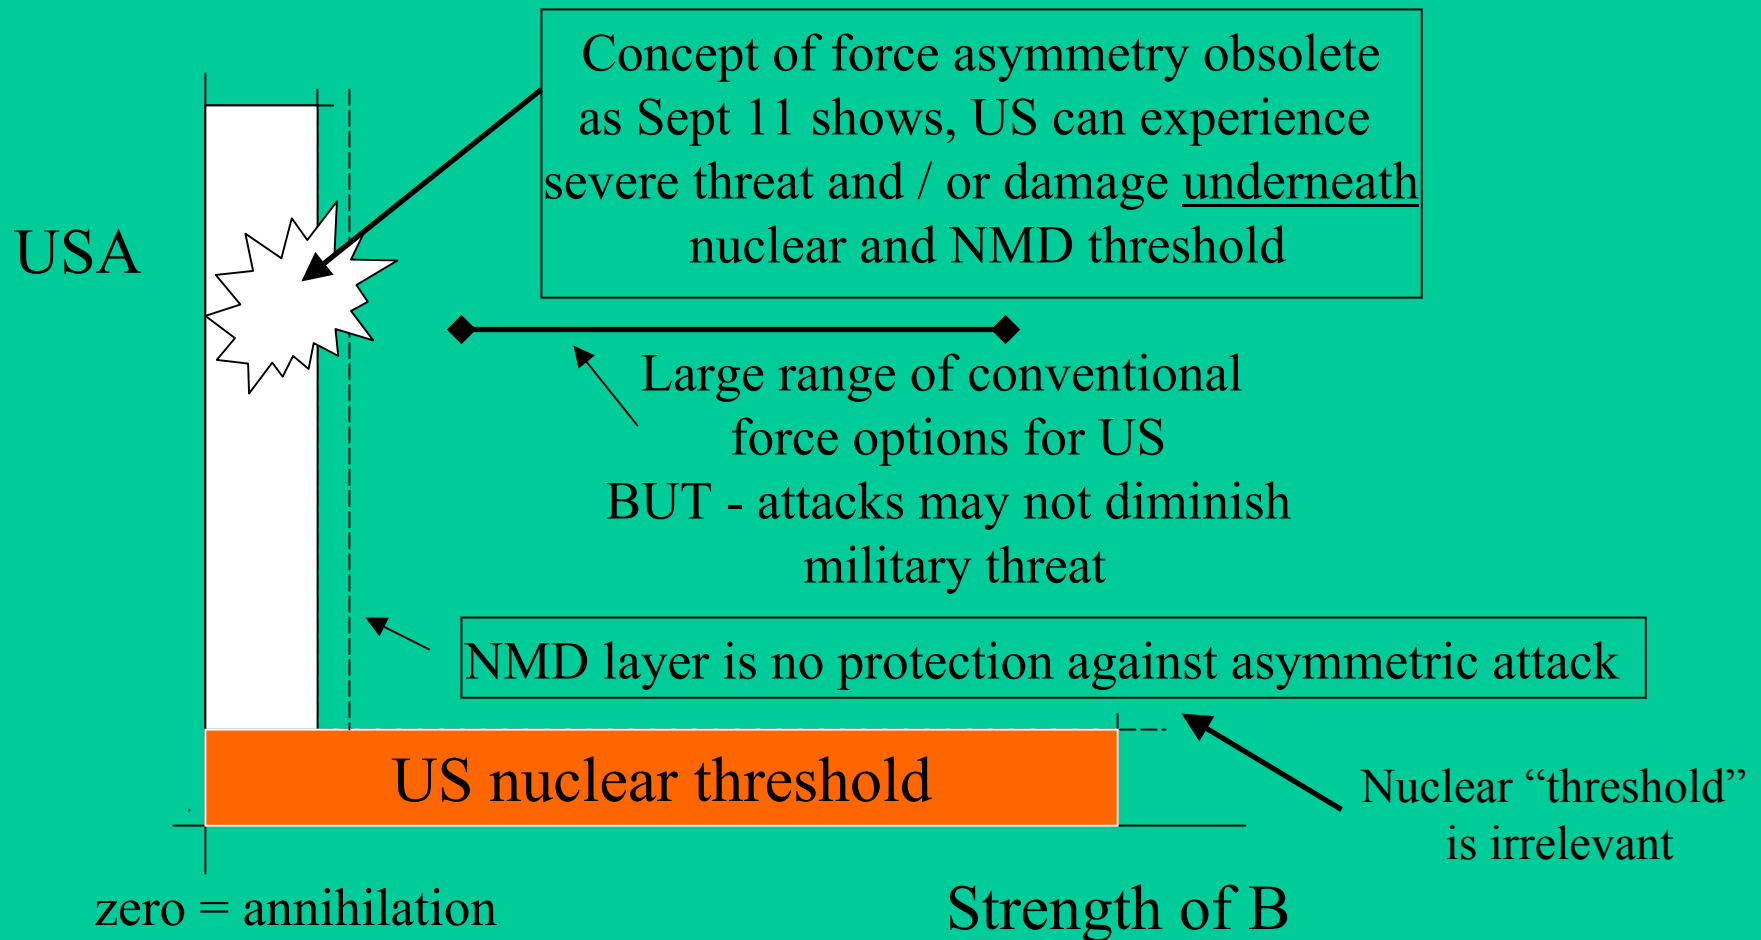 Concept of force asymmetry obsolete
as Sept 11 shows, US can experience
severe threat and / or damage underneath
nuclear and NMD threshold
USA
Large range of conventional
force options for US
BUT - attacks may not diminish
military threat
NMD layer is no protection against asymmetric attack
US nuclear threshold
Nuclear “threshold”
is irrelevant
zero = annihilation
Strength of B